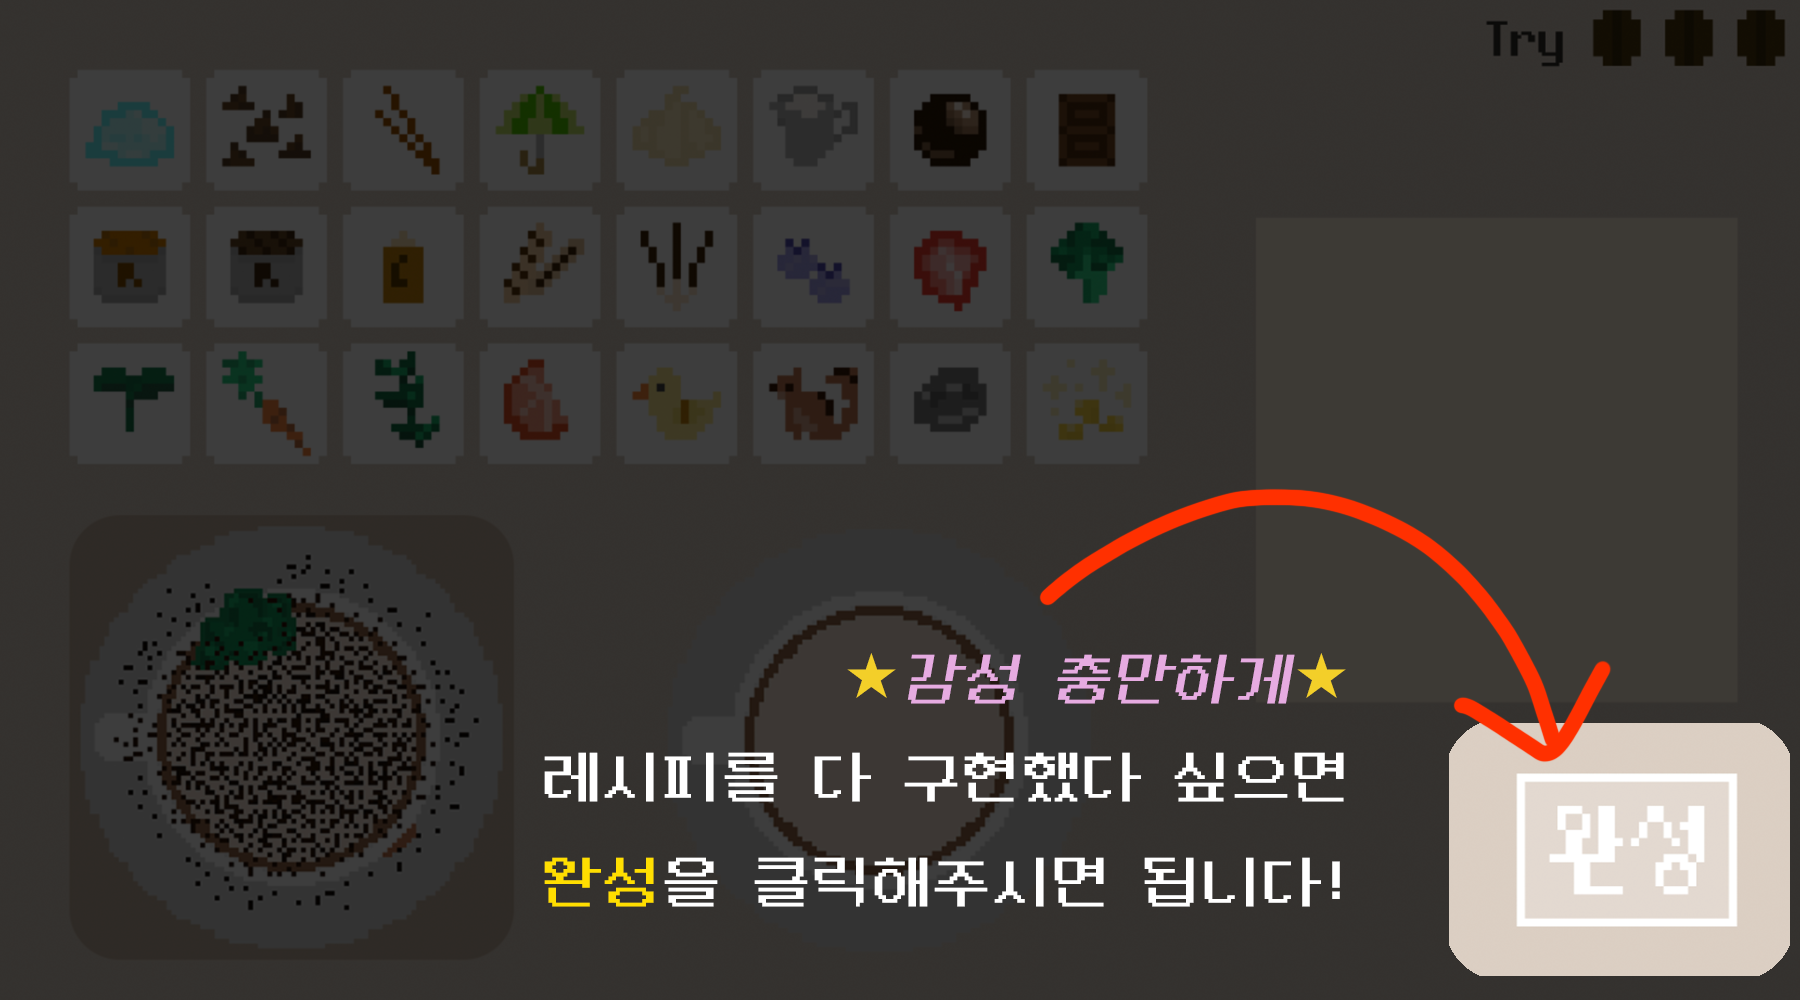 Try
★감성 충만하게★
레시피를 다 구현했다 싶으면
완성을 클릭해주시면 됩니다!
완성